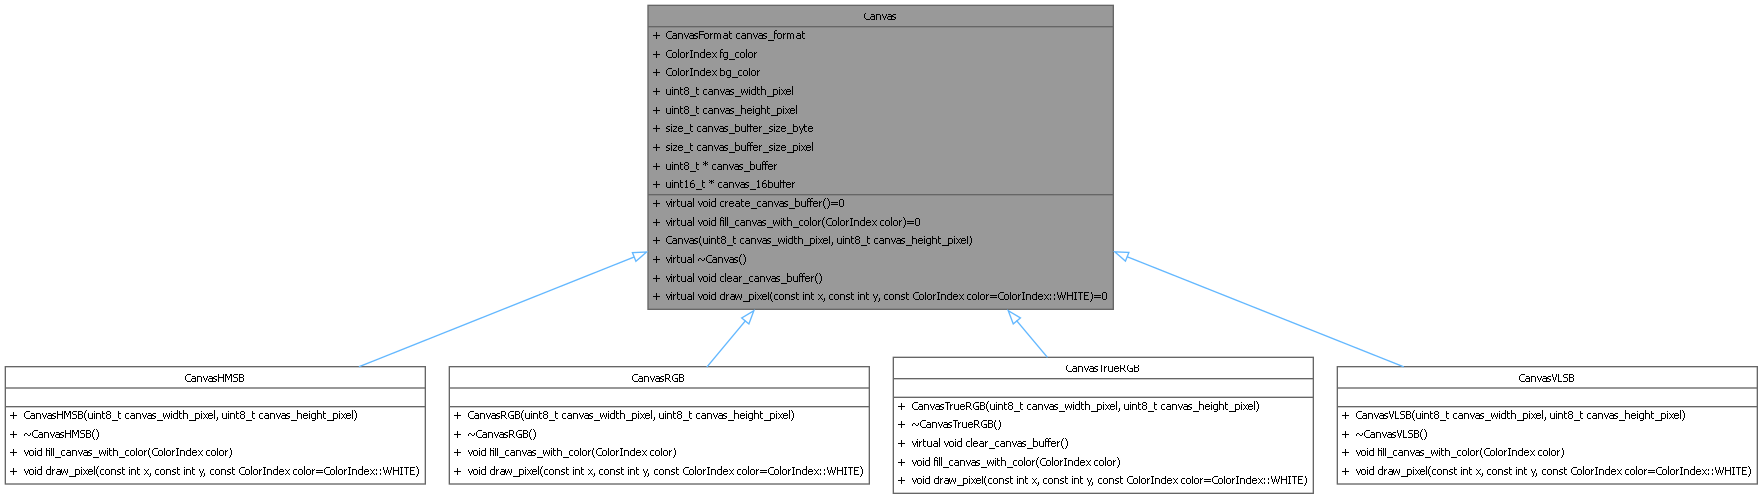 Canvas
+ CanvasFormat canvas_format
+ ColorIndex fg_color
+ ColorIndex bg_color
+ uint8_t canvas_width_pixel
+ uint8_t canvas_height_pixel
+ size_t canvas_buffer_size_byte
+ size_t canvas_buffer_size_pixel
+ uint8_t * canvas_buffer
+ uint16_t * canvas_16buffer
+ virtual void create_canvas_buffer()=0
+ virtual void fill_canvas_with_color(ColorIndex color)=0
+ Canvas(uint8_t canvas_width_pixel, uint8_t canvas_height_pixel)
+ virtual ~Canvas()
+ virtual void clear_canvas_buffer()
+ virtual void draw_pixel(const int x, const int y, const ColorIndex color=ColorIndex::WHITE)=0
CanvasHMSB
+ CanvasHMSB(uint8_t canvas_width_pixel, uint8_t canvas_height_pixel)
+ ~CanvasHMSB()
+ void fill_canvas_with_color(ColorIndex color)
+ void draw_pixel(const int x, const int y, const ColorIndex color=ColorIndex::WHITE)
CanvasRGB
+ CanvasRGB(uint8_t canvas_width_pixel, uint8_t canvas_height_pixel)
+ ~CanvasRGB()
+ void fill_canvas_with_color(ColorIndex color)
+ void draw_pixel(const int x, const int y, const ColorIndex color=ColorIndex::WHITE)
CanvasTrueRGB
+ CanvasTrueRGB(uint8_t canvas_width_pixel, uint8_t canvas_height_pixel)
+ ~CanvasTrueRGB()
+ virtual void clear_canvas_buffer()
+ void fill_canvas_with_color(ColorIndex color)
+ void draw_pixel(const int x, const int y, const ColorIndex color=ColorIndex::WHITE)
CanvasVLSB
+ CanvasVLSB(uint8_t canvas_width_pixel, uint8_t canvas_height_pixel)
+ ~CanvasVLSB()
+ void fill_canvas_with_color(ColorIndex color)
+ void draw_pixel(const int x, const int y, const ColorIndex color=ColorIndex::WHITE)